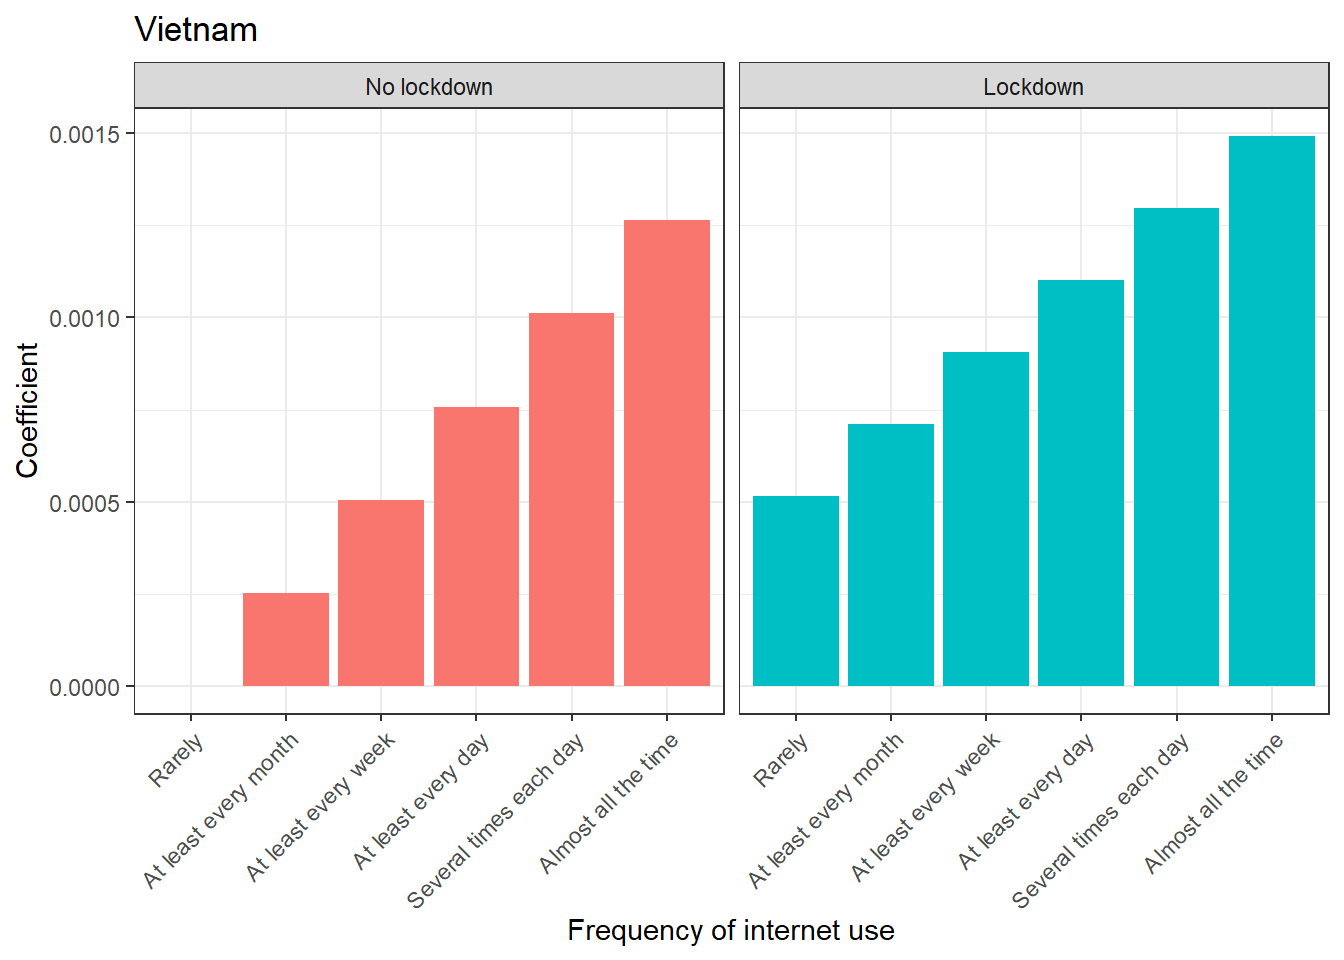 Vietnam
No lockdown
Lockdown
Coefficient
0.0015
0.0010
0.0005
0.0000
Rarely
At least every month
At least every week
At least every day
Several times each day
Almost all the time
Rarely
At least every month
At least every week
At least every day
Several times each day
Almost all the time
Frequency of internet use